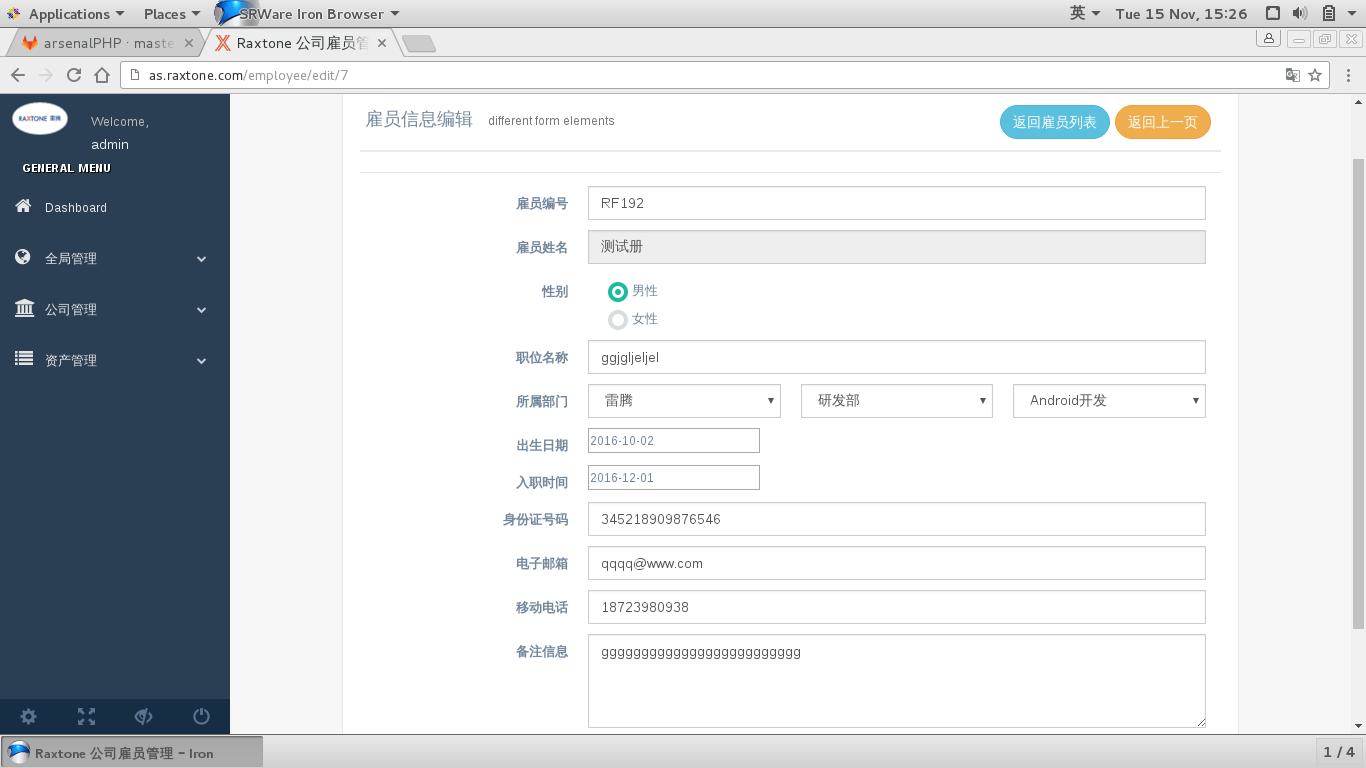 Applications Places SRWare Iron Browser 英 Tue 15 Nov, 15:26
arsenalPHP · maste Raxtone 公司雇员管
as.raxtone.com/employee/edit/7
RAXTONE 雷腾
Welcome,
admin
GENERAL MENU
Dashboard
全局管理
公司管理
资产管理
雇员信息编辑 different form elements 返回雇员列表 返回上一页
雇员编号 RF192
雇员姓名 测试册
性别 男性
女性
职位名称 ggjgljeljel
所属部门 雷腾 研发部 Android开发
出生日期 2016-10-02
入职时间 2016-12-01
身份证号码 345218909876546
电子邮箱 qqqq@www.com
移动电话 18723980938
备注信息 ggggggggggggggggggggggggg
Raxtone 公司雇员管理 – Iron 1 / 4